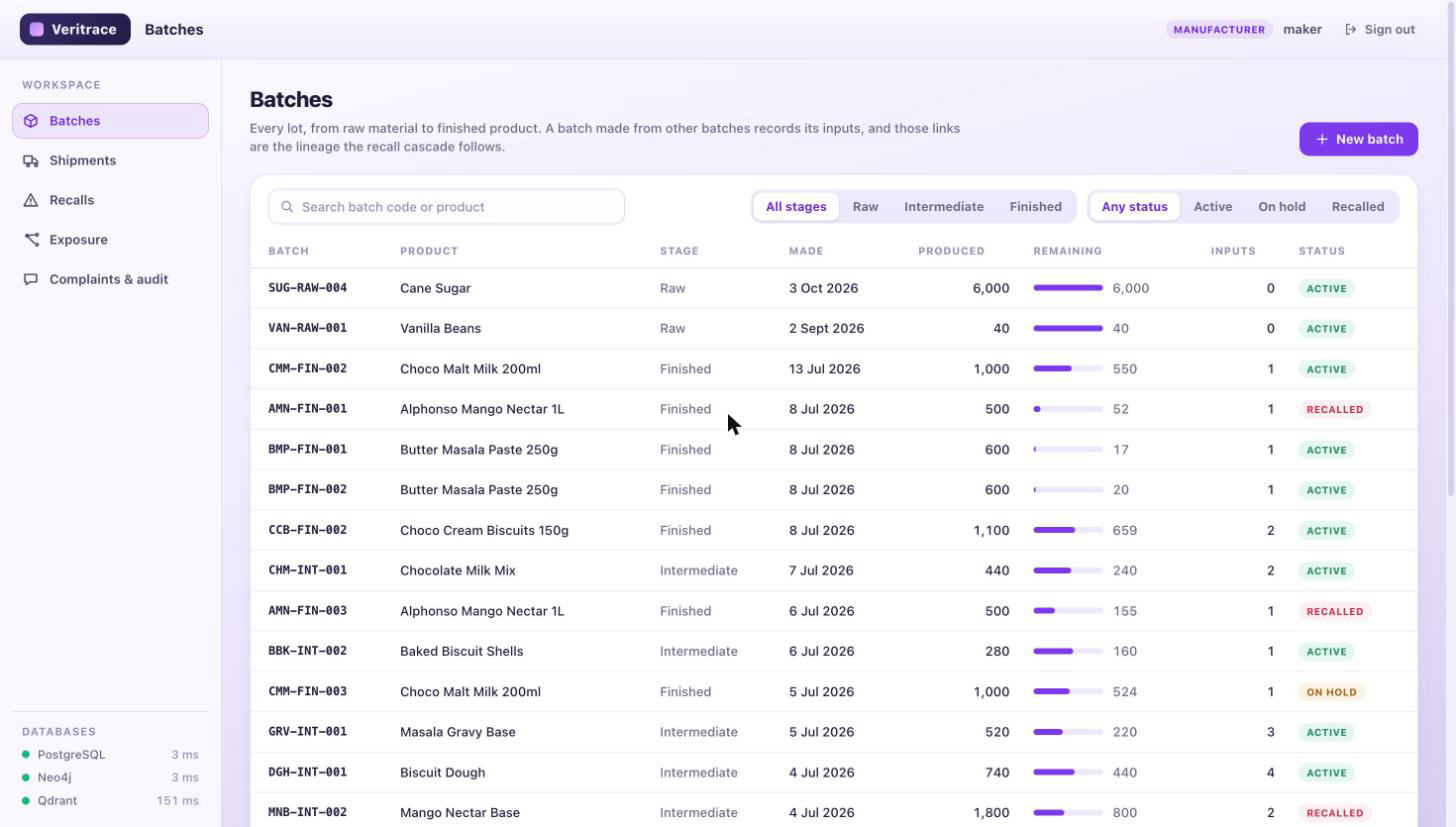 Veritrace Batches MANUFACTURER maker Sign out
WORKSPACE
Batches
Shipments
Recalls
Exposure
Complaints & audit
DATABASES
PostgreSQL 3 ms
Neo4j 3 ms
Qdrant 151 ms
Batches
Every lot, from raw material to finished product. A batch made from other batches records its inputs, and those links
are the lineage the recall cascade follows.
+ New batch
Search batch code or product All stages Raw Intermediate Finished Any status Active On hold Recalled
BATCH PRODUCT STAGE MADE PRODUCED REMAINING INPUTS STATUS
SUG-RAW-004 Cane Sugar Raw 3 Oct 2026 6,000 6,000 0 ACTIVE
VAN-RAW-001 Vanilla Beans Raw 2 Sept 2026 40 40 0 ACTIVE
CMM-FIN-002 Choco Malt Milk 200ml Finished 13 Jul 2026 1,000 550 1 ACTIVE
AMN-FIN-001 Alphonso Mango Nectar 1L Finished 8 Jul 2026 500 52 1 RECALLED
BMP-FIN-001 Butter Masala Paste 250g Finished 8 Jul 2026 600 17 1 ACTIVE
BMP-FIN-002 Butter Masala Paste 250g Finished 8 Jul 2026 600 20 1 ACTIVE
CCB-FIN-002 Choco Cream Biscuits 150g Finished 8 Jul 2026 1,100 659 2 ACTIVE
CHM-INT-001 Chocolate Milk Mix Intermediate 7 Jul 2026 440 240 2 ACTIVE
AMN-FIN-003 Alphonso Mango Nectar 1L Finished 6 Jul 2026 500 155 1 RECALLED
BBK-INT-002 Baked Biscuit Shells Intermediate 6 Jul 2026 280 160 1 ACTIVE
CMM-FIN-003 Choco Malt Milk 200ml Finished 5 Jul 2026 1,000 524 1 ON HOLD
GRV-INT-001 Masala Gravy Base Intermediate 5 Jul 2026 520 220 3 ACTIVE
DGH-INT-001 Biscuit Dough Intermediate 4 Jul 2026 740 440 4 ACTIVE
MNB-INT-002 Mango Nectar Base Intermediate 4 Jul 2026 1,800 800 2 RECALLED